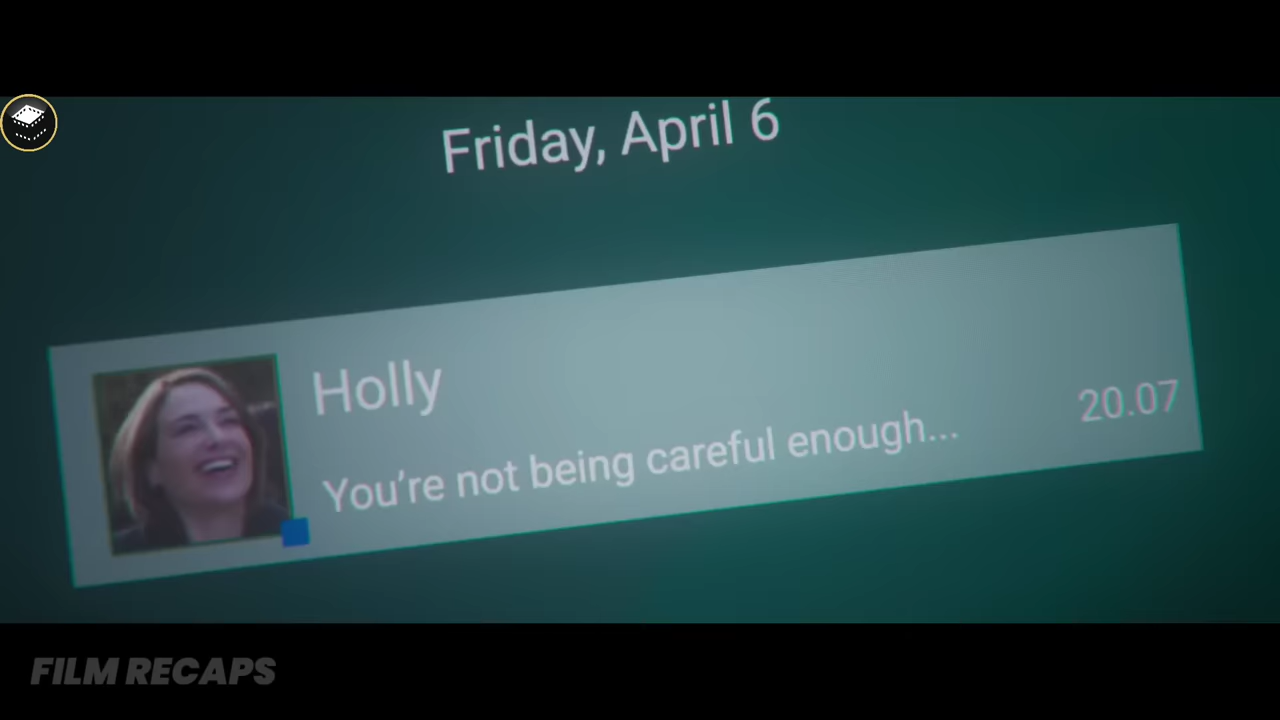 Friday, April 6
Holly
You’re not being careful enough...
20.07
FILM RECAPS